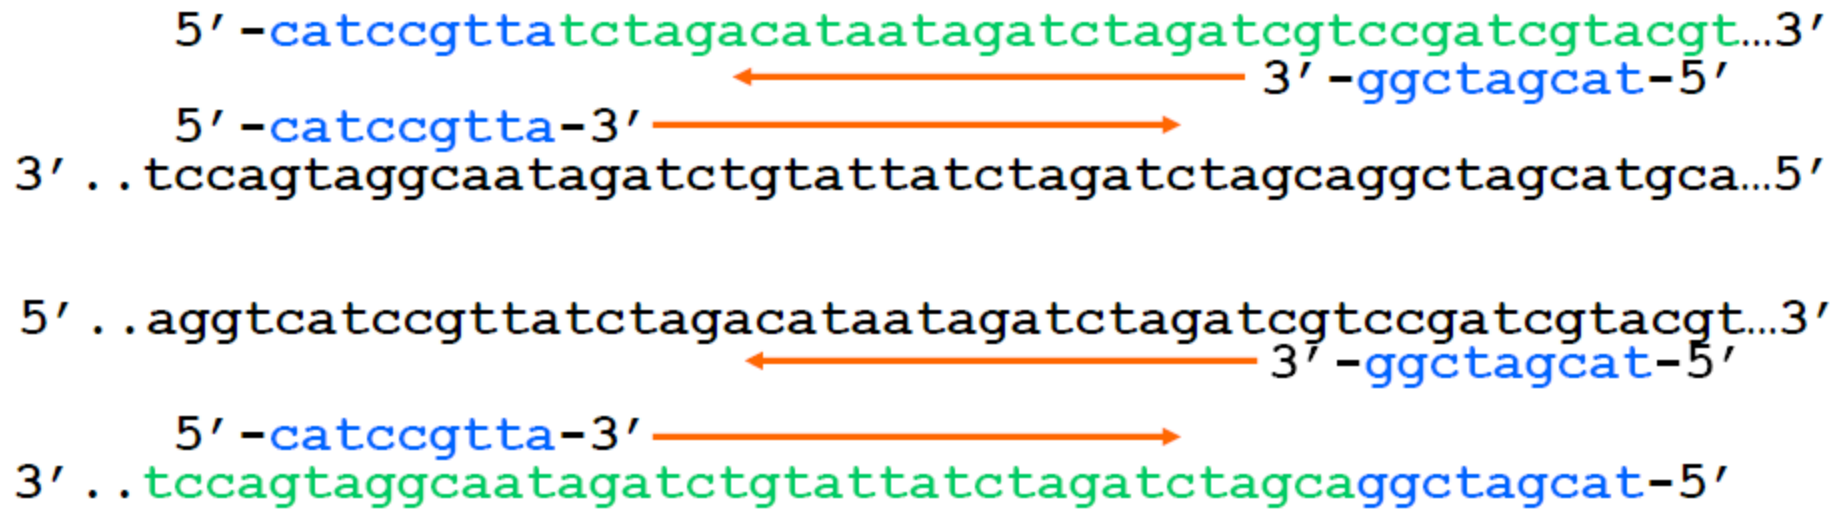 5′-catccgttatctagacataatagatctagatcgtccgatcgtacgt…3′
3′-ggctagcat-5′
5′-catccgtta-3′
3′..tccagtaggcaatagatctgtattatctagatctagcaggctagcatgca…5′
5′..aggtcatccgttatctagacataatagatctagatcgtccgatcgtacgt…3′
3′-ggctagcat-5′
5′-catccgtta-3′
3′..tccagtaggcaatagatctgtattatctagatctagcaggctagcat-5′